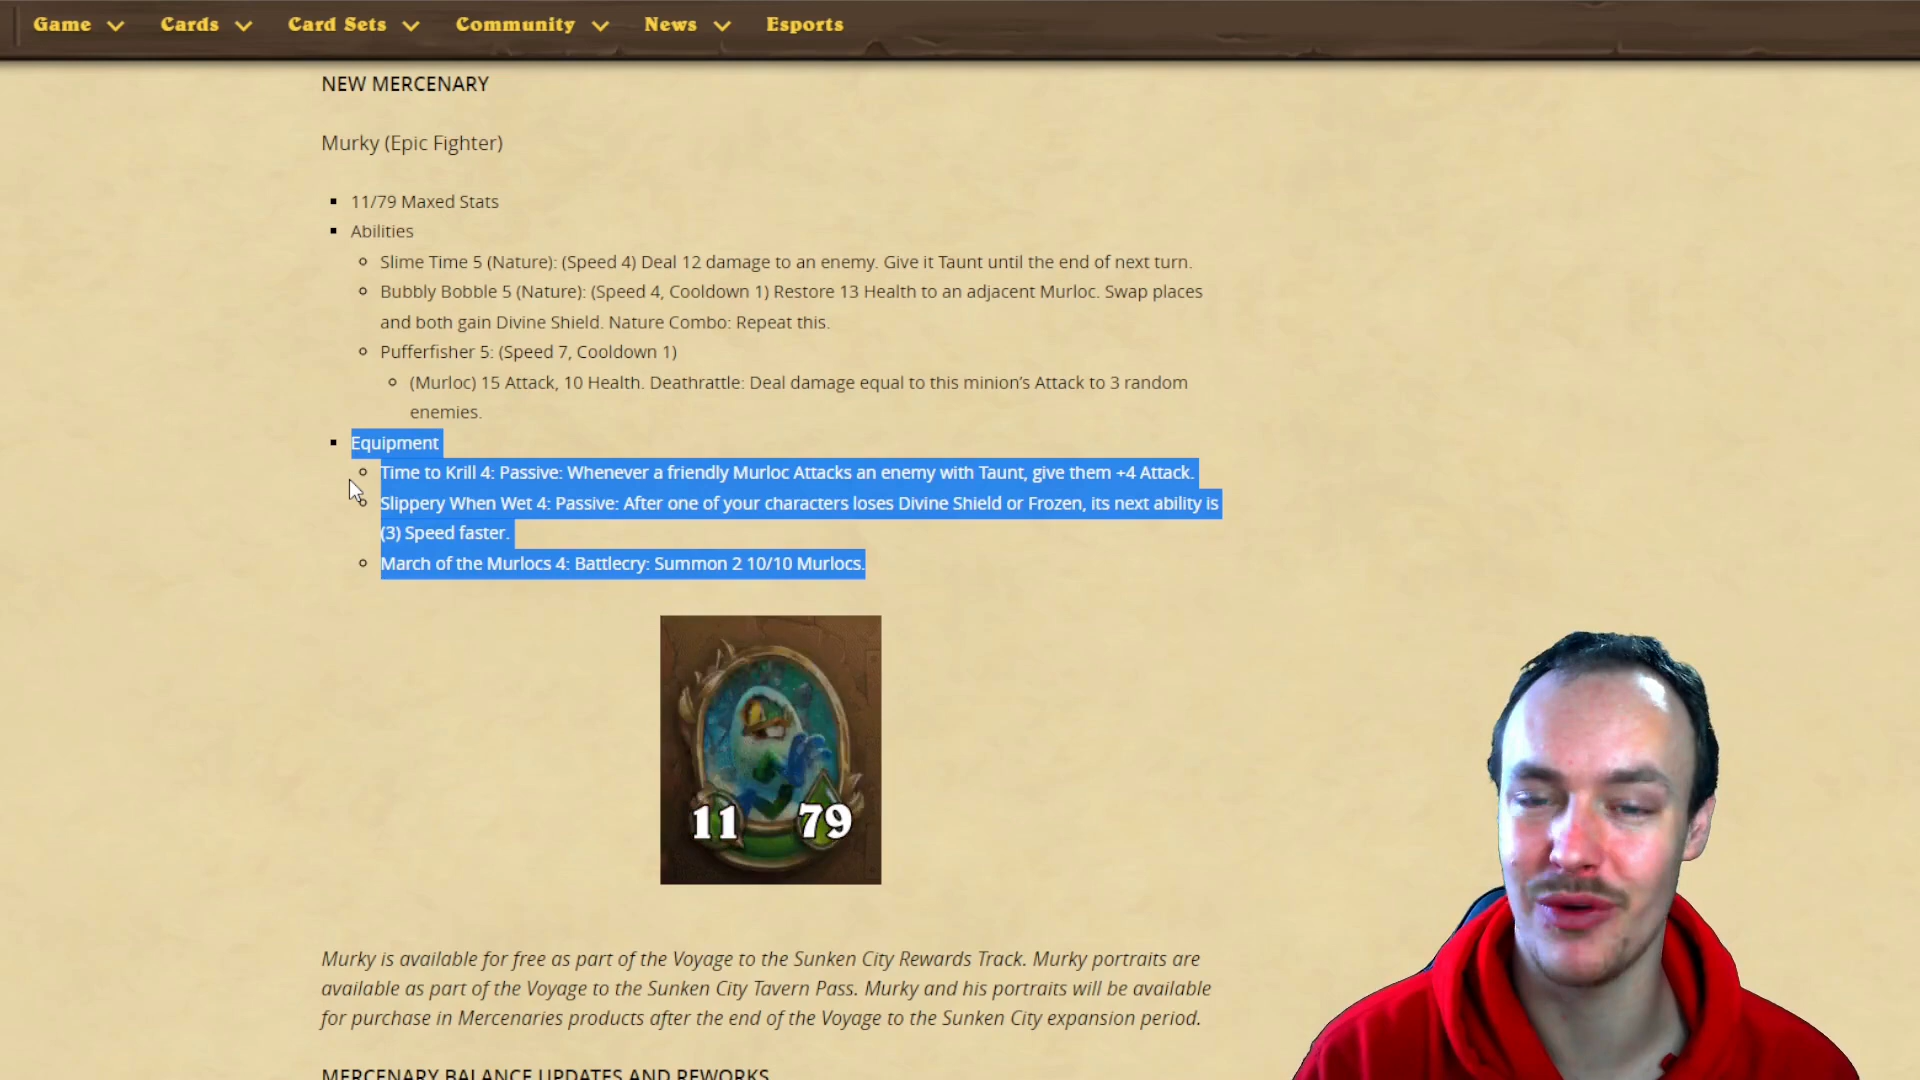 Game Cards Card Sets Community News Esports
NEW MERCENARY
Murky (Epic Fighter)
11/79 Maxed Stats
Abilities
Slime Time 5 (Nature): (Speed 4) Deal 12 damage to an enemy. Give it Taunt until the end of next turn.
Bubbly Bobble 5 (Nature): (Speed 4, Cooldown 1) Restore 13 Health to an adjacent Murloc. Swap places
and both gain Divine Shield. Nature Combo: Repeat this.
Pufferfisher 5: (Speed 7, Cooldown 1)
(Murloc) 15 Attack, 10 Health. Deathrattle: Deal damage equal to this minion’s Attack to 3 random
enemies.
Equipment
Time to Krill 4: Passive: Whenever a friendly Murloc Attacks an enemy with Taunt, give them +4 Attack.
Slippery When Wet 4: Passive: After one of your characters loses Divine Shield or Frozen, its next ability is
(3) Speed faster.
March of the Murlocs 4: Battlecry: Summon 2 10/10 Murlocs.
11 79
Murky is available for free as part of the Voyage to the Sunken City Rewards Track. Murky portraits are
available as part of the Voyage to the Sunken City Tavern Pass. Murky and his portraits will be available
for purchase in Mercenaries products after the end of the Voyage to the Sunken City expansion period.
MERCENARY BALANCE UPDATES AND REWORKS